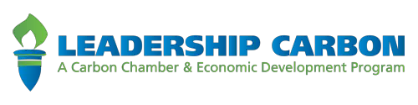 LEADERSHIP CARBON
A Carbon Chamber & Economic Development Program